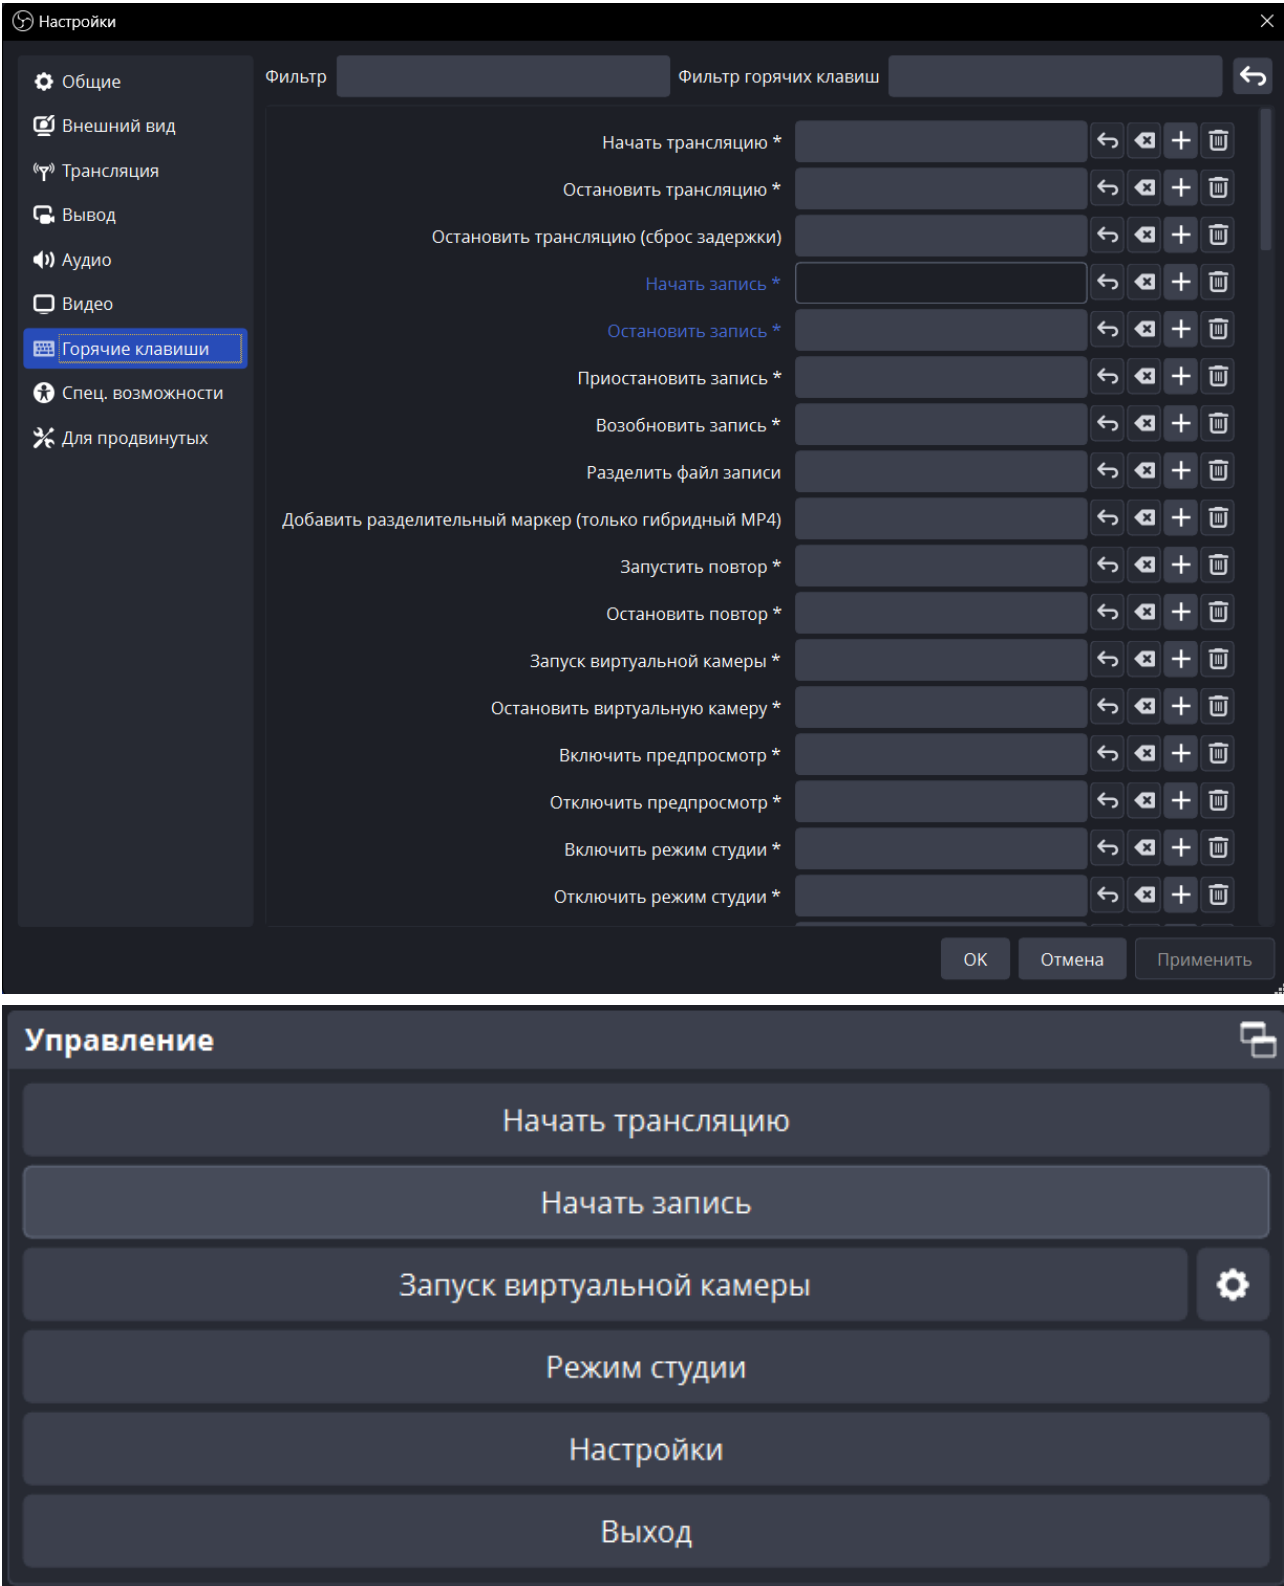 Настройки
Общие
Внешний вид
Трансляция
Вывод
Аудио
Видео
Горячие клавиши
Спец. возможности
Для продвинутых
Фильтр
Фильтр горячих клавиш
Начать трансляцию *
Остановить трансляцию *
Остановить трансляцию (сброс задержки)
Начать запись *
Остановить запись *
Приостановить запись *
Возобновить запись *
Разделить файл записи
Добавить разделительный маркер (только гибридный MP4)
Запустить повтор *
Остановить повтор *
Запуск виртуальной камеры *
Остановить виртуальную камеру *
Включить предпросмотр *
Отключить предпросмотр *
Включить режим студии *
Отключить режим студии *
OK Отмена Применить
Управление
Начать трансляцию
Начать запись
Запуск виртуальной камеры
Режим студии
Настройки
Выход